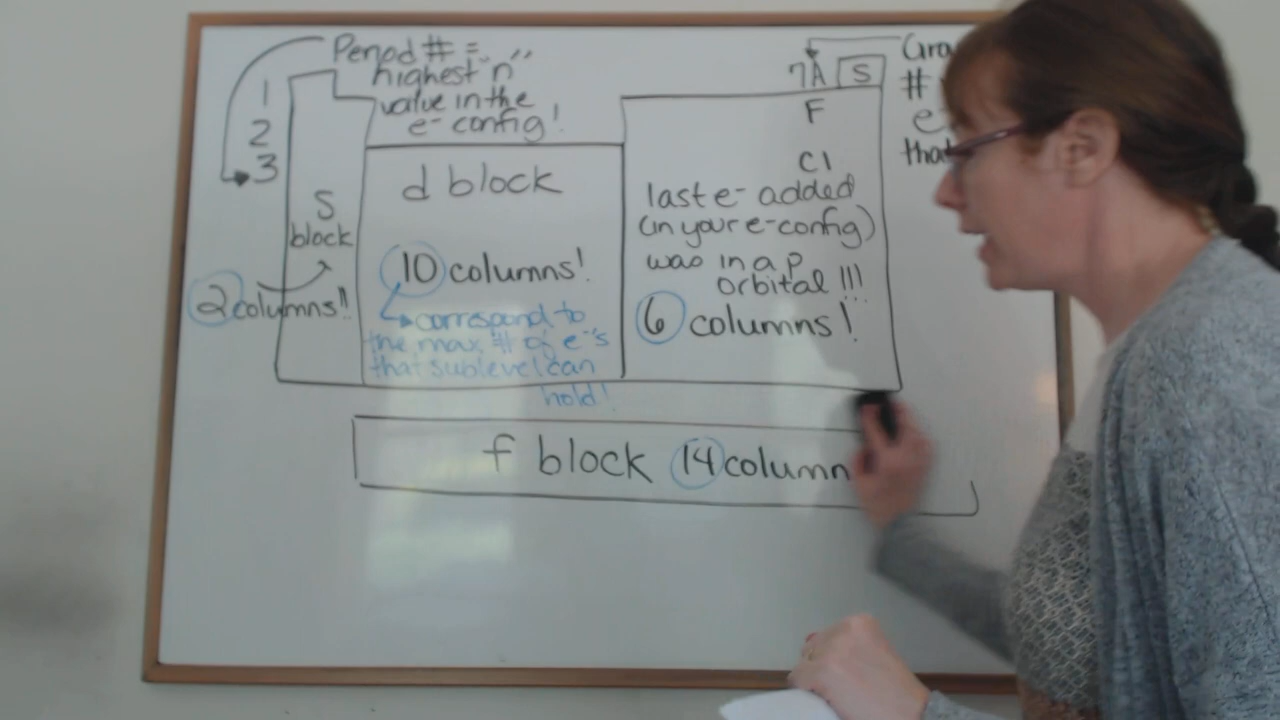 Period # =
highest "n"
value in the
e- config!
1
2
3
S
block
2 columns!!
d block
10 columns!
correspond to
the max # of e-'s
that sublevel can
hold!
7A S
F
Cl
last e- added
(in your e-config)
was in a p
orbital !!!
6 columns!
#
e
that
f block 14 column